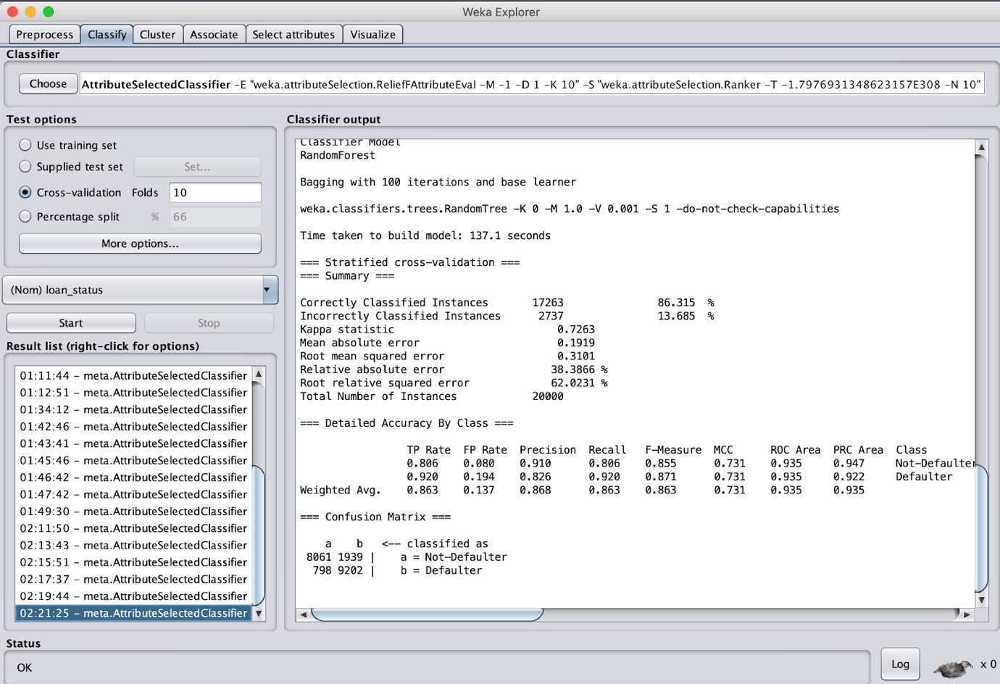 Weka Explorer
Preprocess Classify Cluster Associate Select attributes Visualize
Classifier
Choose AttributeSelectedClassifier -E "weka.attributeSelection.ReliefFAttributeEval -M -1 -D 1 -K 10" -S "weka.attributeSelection.Ranker -T -1.7976931348623157E308 -N 10"
Test options
Use training set
Supplied test set Set...
Cross-validation Folds 10
Percentage split % 66
More options...
(Nom) loan_status
Start Stop
Result list (right-click for options)
01:11:44 - meta.AttributeSelectedClassifier
01:12:51 - meta.AttributeSelectedClassifier
01:34:12 - meta.AttributeSelectedClassifier
01:42:46 - meta.AttributeSelectedClassifier
01:43:41 - meta.AttributeSelectedClassifier
01:45:46 - meta.AttributeSelectedClassifier
01:46:42 - meta.AttributeSelectedClassifier
01:47:42 - meta.AttributeSelectedClassifier
01:49:30 - meta.AttributeSelectedClassifier
02:11:50 - meta.AttributeSelectedClassifier
02:13:43 - meta.AttributeSelectedClassifier
02:15:51 - meta.AttributeSelectedClassifier
02:17:37 - meta.AttributeSelectedClassifier
02:19:44 - meta.AttributeSelectedClassifier
02:21:25 - meta.AttributeSelectedClassifier
Classifier output
Classifier Model
RandomForest
Bagging with 100 iterations and base learner
weka.classifiers.trees.RandomTree -K 0 -M 1.0 -V 0.001 -S 1 -do-not-check-capabilities
Time taken to build model: 137.1 seconds
=== Stratified cross-validation ===
=== Summary ===
Correctly Classified Instances 17263 86.315 %
Incorrectly Classified Instances 2737 13.685 %
Kappa statistic 0.7263
Mean absolute error 0.1919
Root mean squared error 0.3101
Relative absolute error 38.3866 %
Root relative squared error 62.0231 %
Total Number of Instances 20000
=== Detailed Accuracy By Class ===
TP Rate FP Rate Precision Recall F-Measure MCC ROC Area PRC Area Class
0.806 0.080 0.910 0.806 0.855 0.731 0.935 0.947 Not-Defaulter
0.920 0.194 0.826 0.920 0.871 0.731 0.935 0.922 Defaulter
Weighted Avg. 0.863 0.137 0.868 0.863 0.863 0.731 0.935 0.935
=== Confusion Matrix ===
a b <-- classified as
8061 1939 | a = Not-Defaulter
798 9202 | b = Defaulter
Status
OK
Log x 0